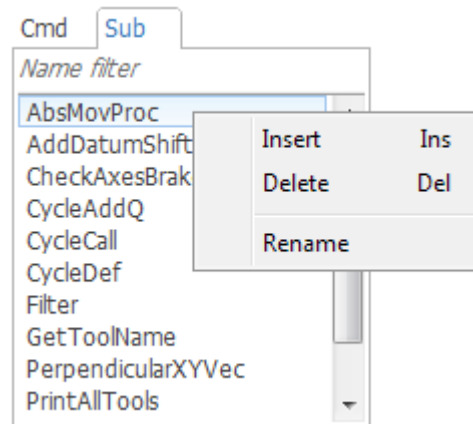 Cmd Sub
Name filter
AbsMovProc
AddDatumShift
CheckAxesBrak
CycleAddQ
CycleCall
CycleDef
Filter
GetToolName
PerpendicularXYVec
PrintAllTools
Insert Ins
Delete Del
Rename